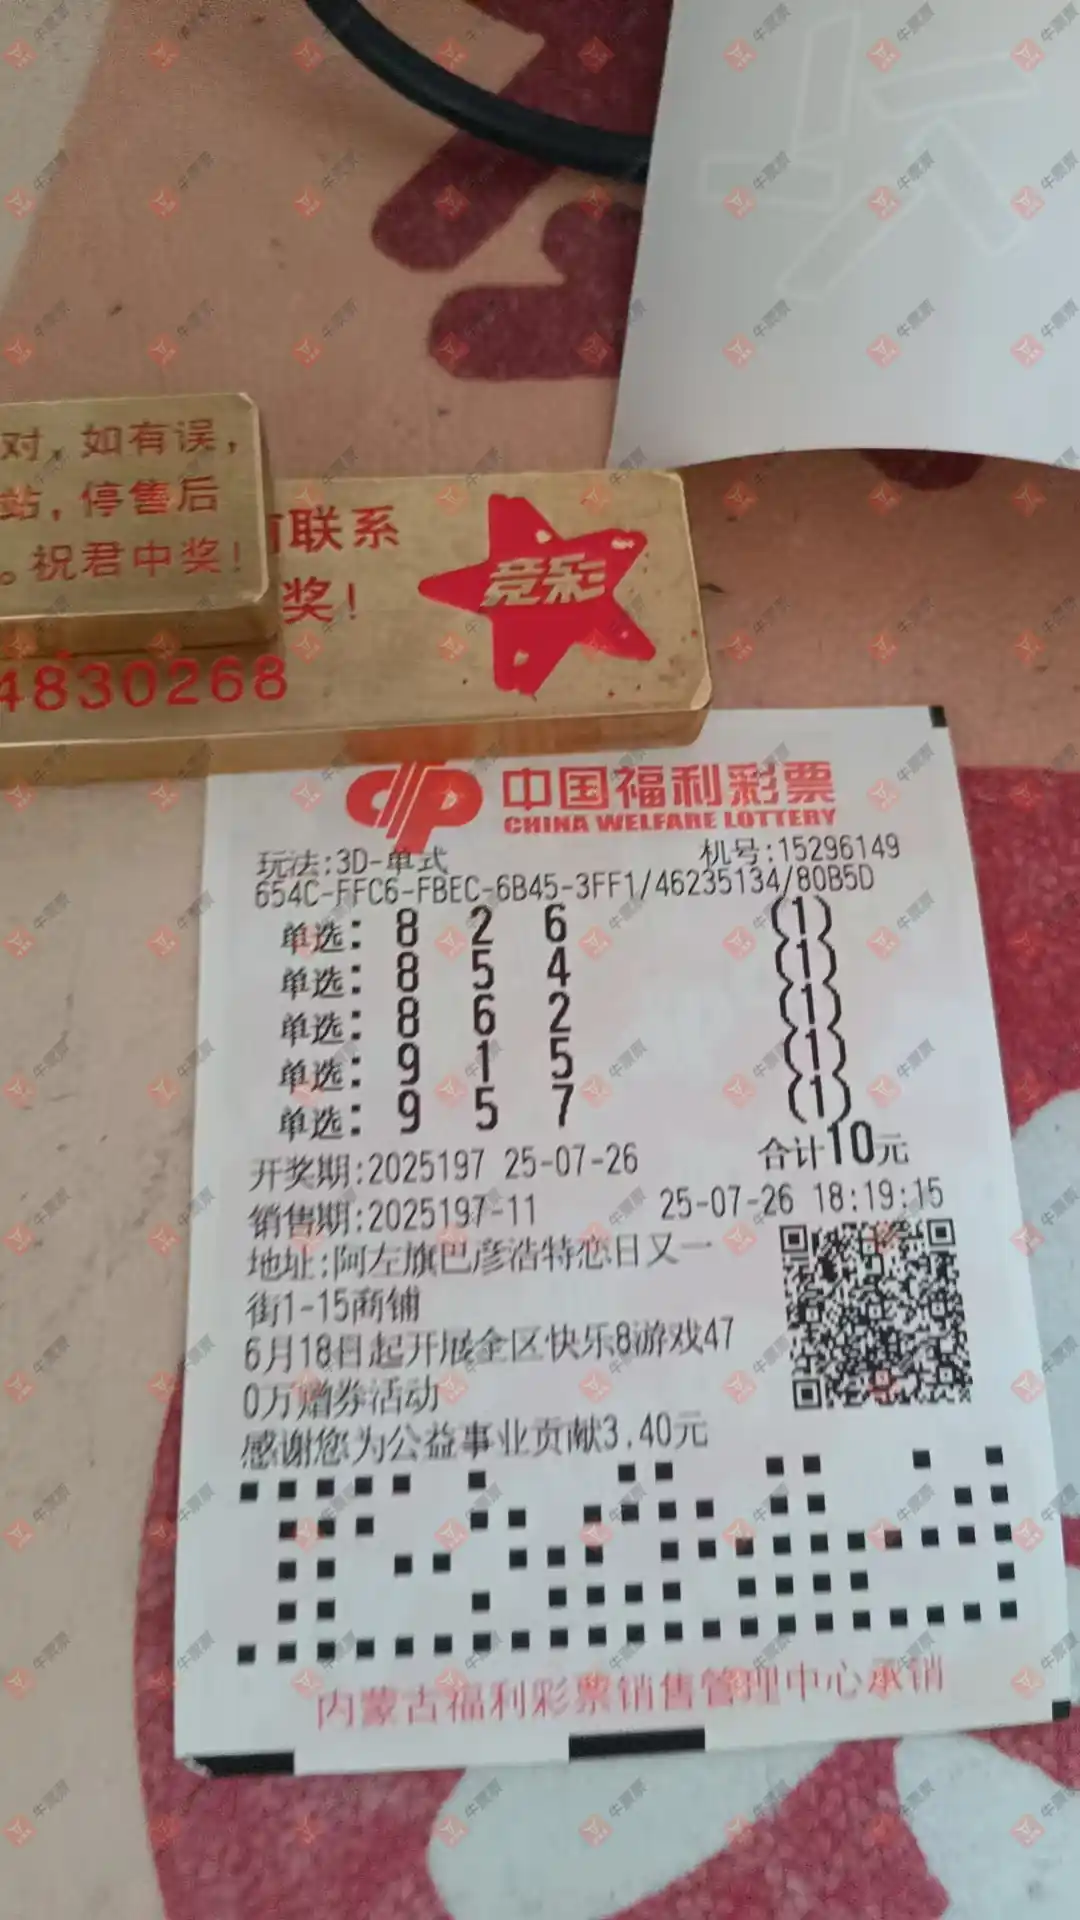 对，如有误，
站，停售后
。祝君中奖！
联系
奖！
竞彩
4830268
中国福利彩票
CHINA WELFARE LOTTERY
玩法:3D-单式 机号:15296149
654C-FFC6-FBEC-6B45-3FF1/46235134/80B5D
单选: 8 2 6 (1)
单选: 8 5 4 (1)
单选: 8 6 2 (1)
单选: 9 1 5 (1)
单选: 9 5 7 (1)
开奖期:2025197 25-07-26 合计10元
销售期:2025197-11 25-07-26 18:19:15
地址:阿左旗巴彦浩特恋日又一
街1-15商铺
6月18日起开展全区快乐8游戏47
0万赠券活动
感谢您为公益事业贡献3.40元
内蒙古福利彩票销售管理中心承销
牛票票